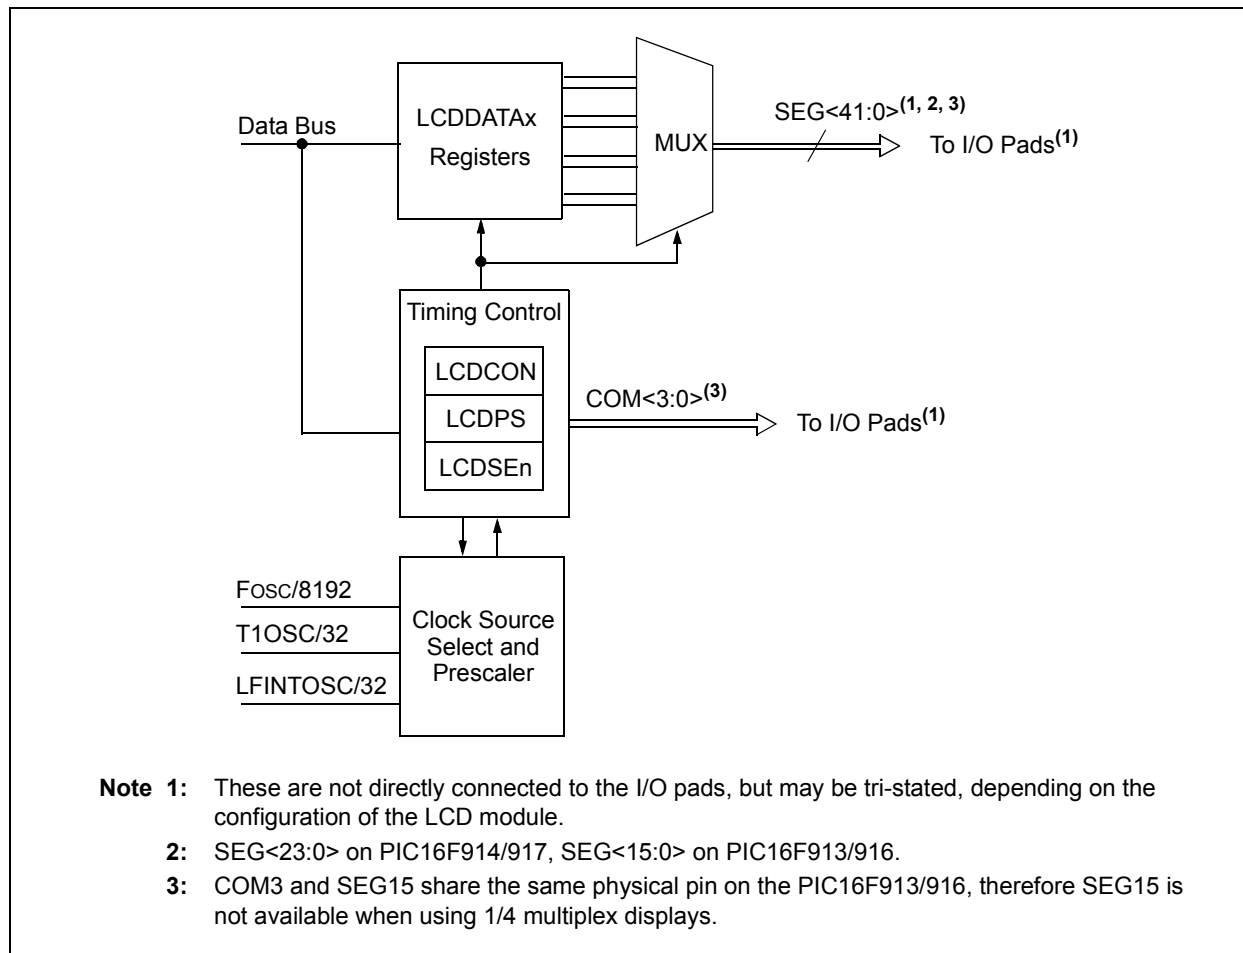 Data Bus
LCDDATAx
Registers
MUX
SEG<41:0>(1, 2, 3)
To I/O Pads(1)
Timing Control
LCDCON
LCDPS
LCDSEn
COM<3:0>(3)
To I/O Pads(1)
FOSC/8192
T1OSC/32
LFINTOSC/32
Clock Source
Select and
Prescaler
Note 1: These are not directly connected to the I/O pads, but may be tri-stated, depending on the
configuration of the LCD module.
2: SEG<23:0> on PIC16F914/917, SEG<15:0> on PIC16F913/916.
3: COM3 and SEG15 share the same physical pin on the PIC16F913/916, therefore SEG15 is
not available when using 1/4 multiplex displays.